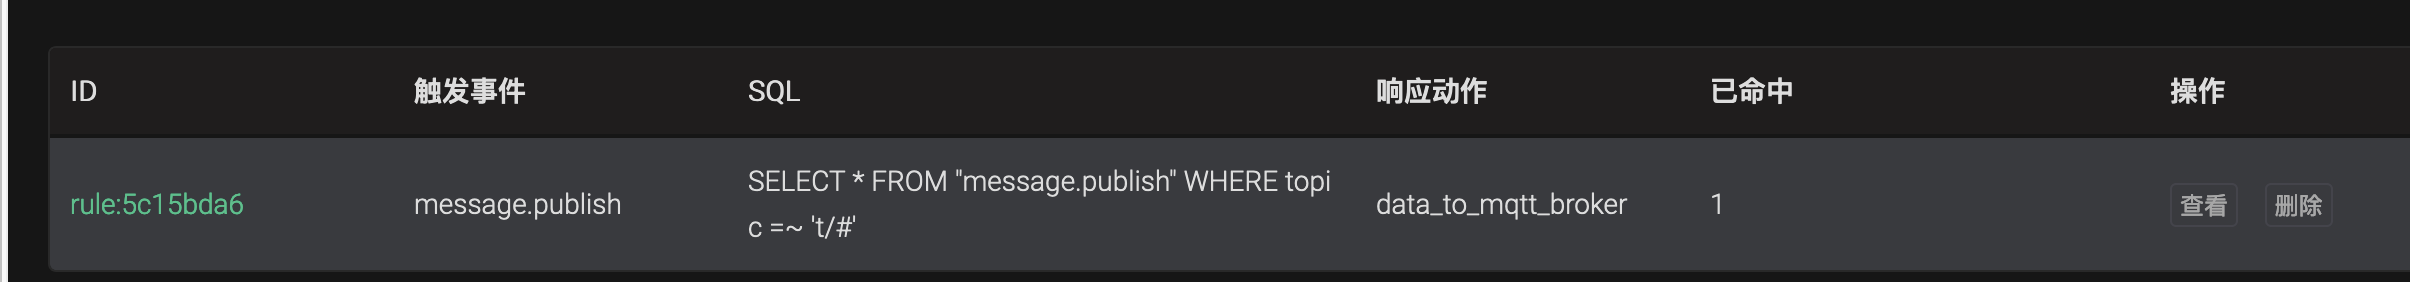 ID 触发事件 SQL 响应动作 已命中 操作
rule:5c15bda6 message.publish SELECT * FROM "message.publish" WHERE topi data_to_mqtt_broker 1 查看 删除
c =~ 't/#'